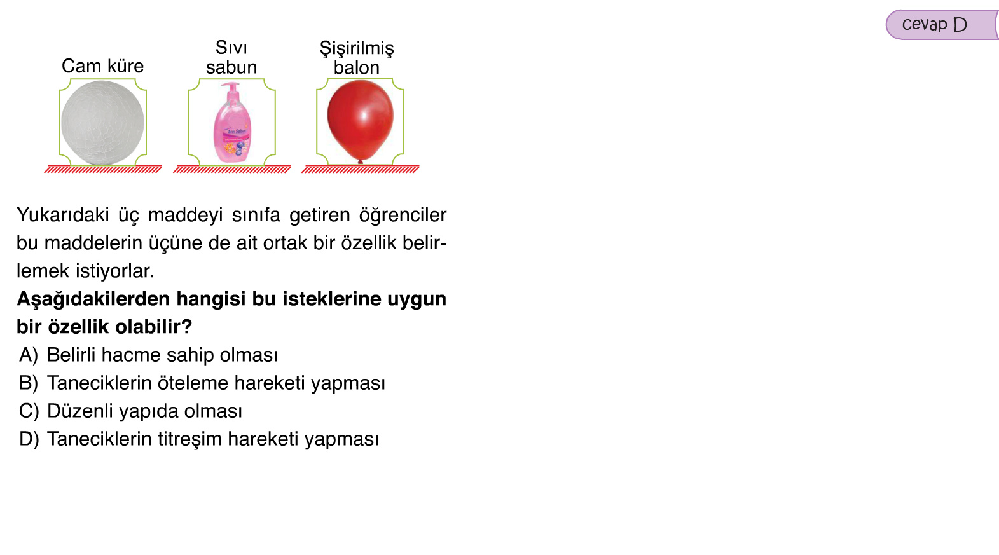 cevap D
Cam küre
Sıvı
sabun
Şişirilmiş
balon
Sıvı Sabun
Yukarıdaki üç maddeyi sınıfa getiren öğrenciler
bu maddelerin üçüne de ait ortak bir özellik belir-
lemek istiyorlar.
Aşağıdakilerden hangisi bu isteklerine uygun
bir özellik olabilir?
A) Belirli hacme sahip olması
B) Taneciklerin öteleme hareketi yapması
C) Düzenli yapıda olması
D) Taneciklerin titreşim hareketi yapması